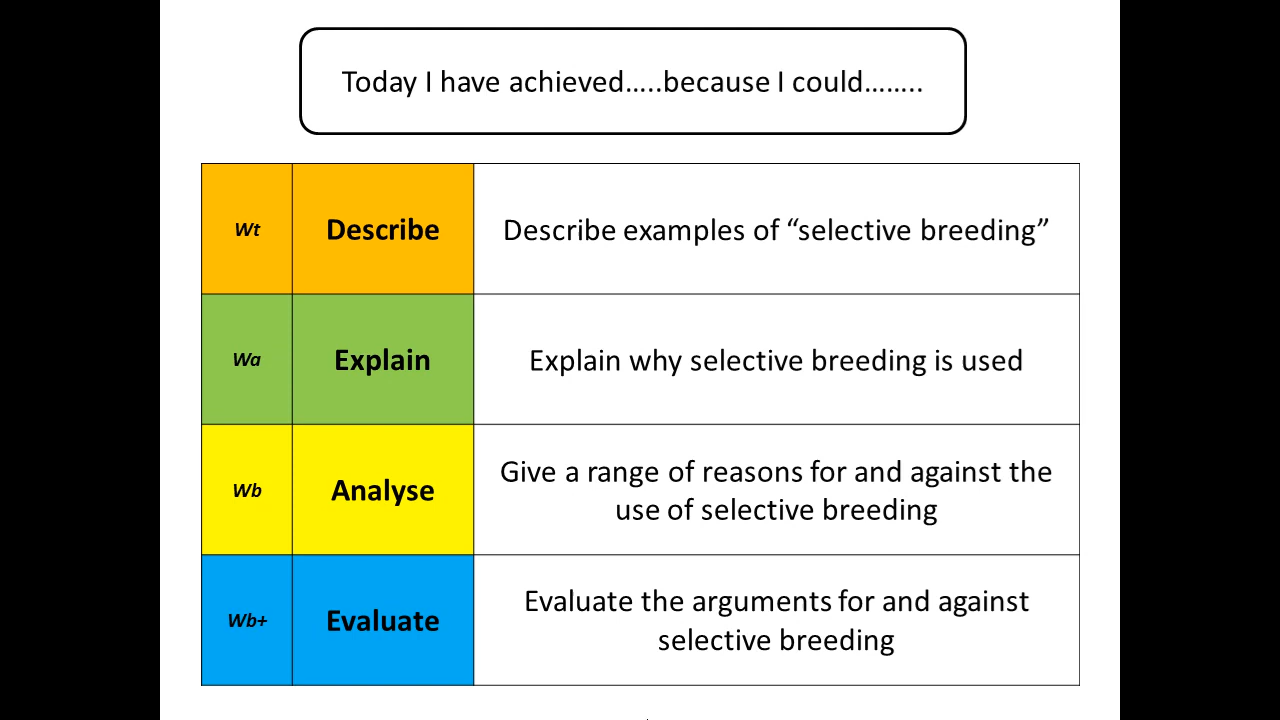 Today I have achieved…..because I could……..
Wt
Describe
Describe examples of “selective breeding”
Wa
Explain
Explain why selective breeding is used
Wb
Analyse
Give a range of reasons for and against the
use of selective breeding
Wb+
Evaluate
Evaluate the arguments for and against
selective breeding